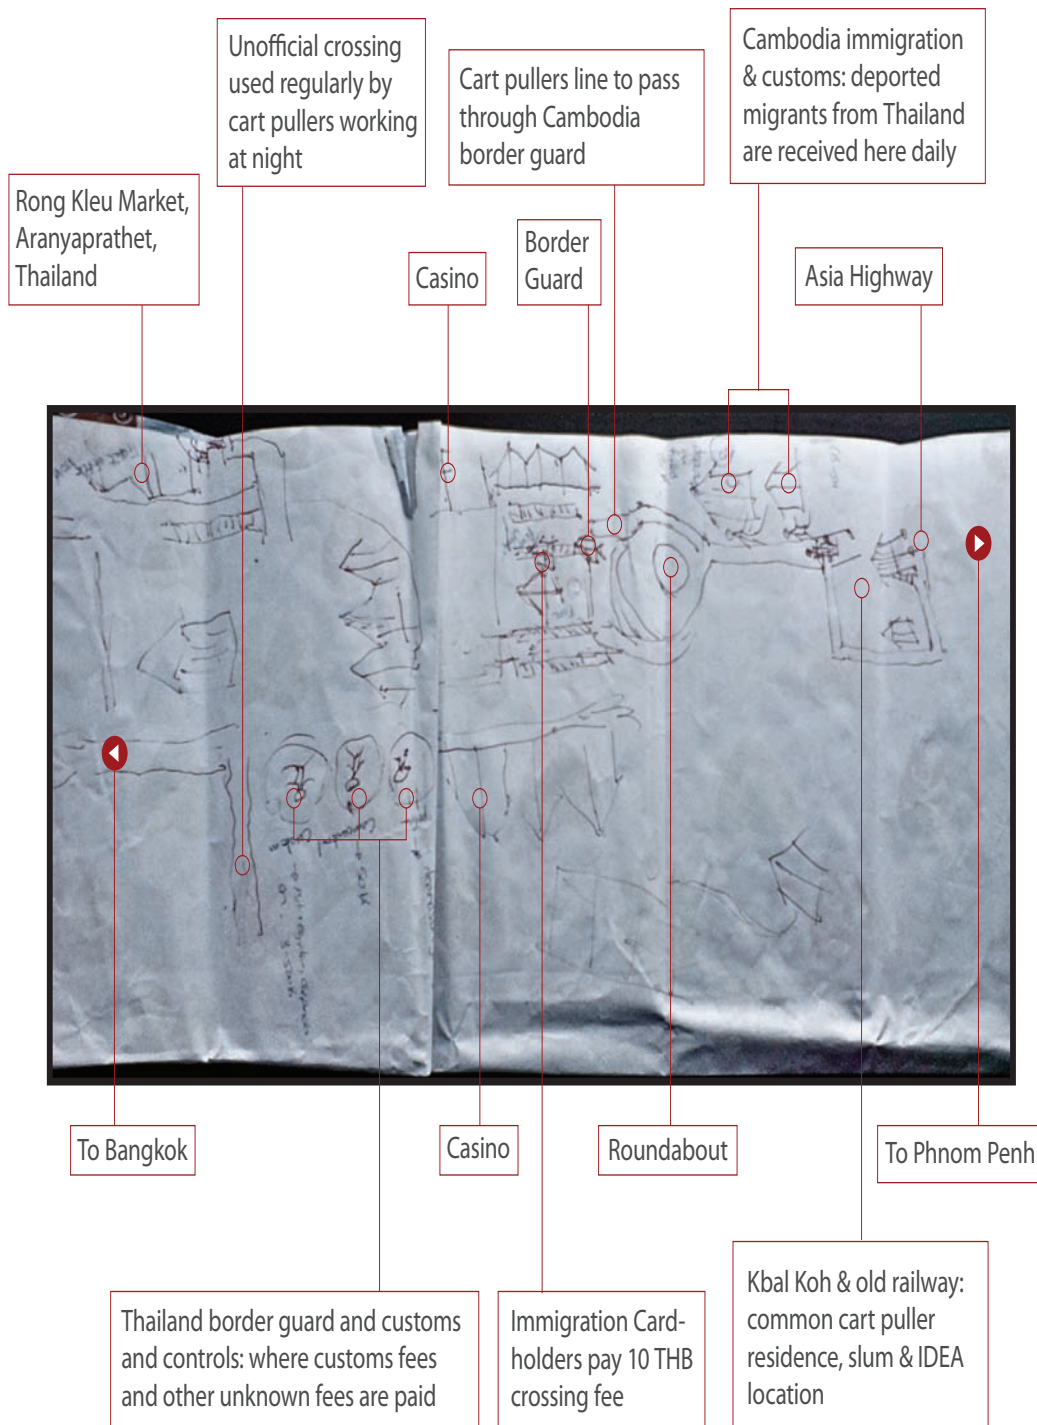 Unofficial crossing
used regularly by
cart pullers working
at night
Cart pullers line to pass
through Cambodia
border guard
Cambodia immigration
& customs: deported
migrants from Thailand
are received here daily
Rong Kleu Market,
Aranyaprathet,
Thailand
Casino
Border
Guard
Asia Highway
To Bangkok
Casino
Roundabout
To Phnom Penh
Thailand border guard and customs
and controls: where customs fees
and other unknown fees are paid
Immigration Card-
holders pay 10 THB
crossing fee
Kbal Koh & old railway:
common cart puller
residence, slum & IDEA
location